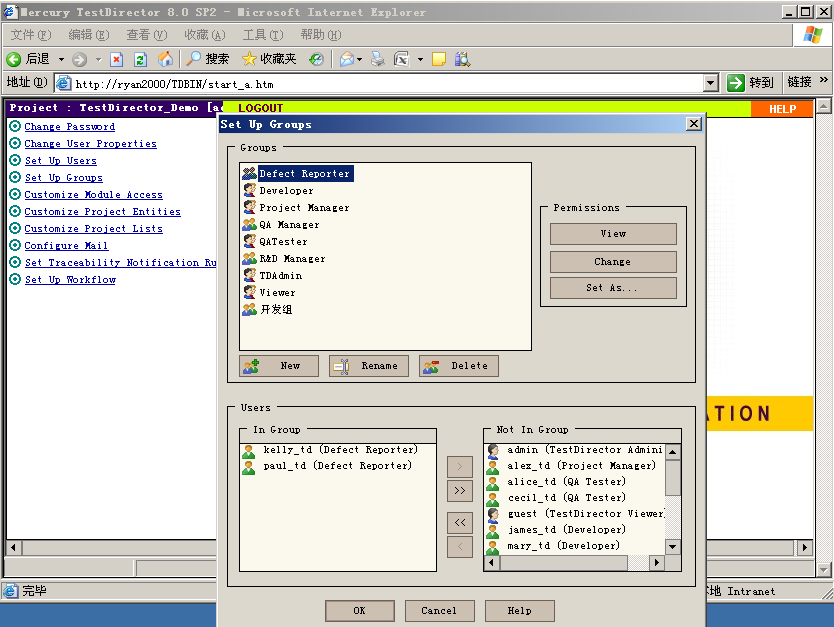 Mercury TestDirector 8.0 SP2 - Microsoft Internet Explorer
文件(F) 编辑(E) 查看(V) 收藏(A) 工具(T) 帮助(H)
后退 搜索 收藏夹
地址(D) http://ryan2000/TDBIN/start_a.htm 转到 链接 »
Project : TestDirector_Demo [a LOGOUT HELP
Change Password
Change User Properties
Set Up Users
Set Up Groups
Customize Module Access
Customize Project Entities
Customize Project Lists
Configure Mail
Set Traceability Notification Ru
Set Up Workflow
Set Up Groups
Groups
Defect Reporter
Developer
Project Manager
QA Manager
QATester
R&D Manager
TDAdmin
Viewer
开发组
Permissions
View
Change
Set As...
New Rename Delete
Users
In Group
kelly_td (Defect Reporter)
paul_td (Defect Reporter)
>
>>
<<
<
Not In Group
admin (TestDirector Admini
alex_td (Project Manager)
alice_td (QA Tester)
cecil_td (QA Tester)
guest (TestDirector Viewer)
james_td (Developer)
mary_td (Developer)
OK Cancel Help
ATION
完毕 地 Intranet